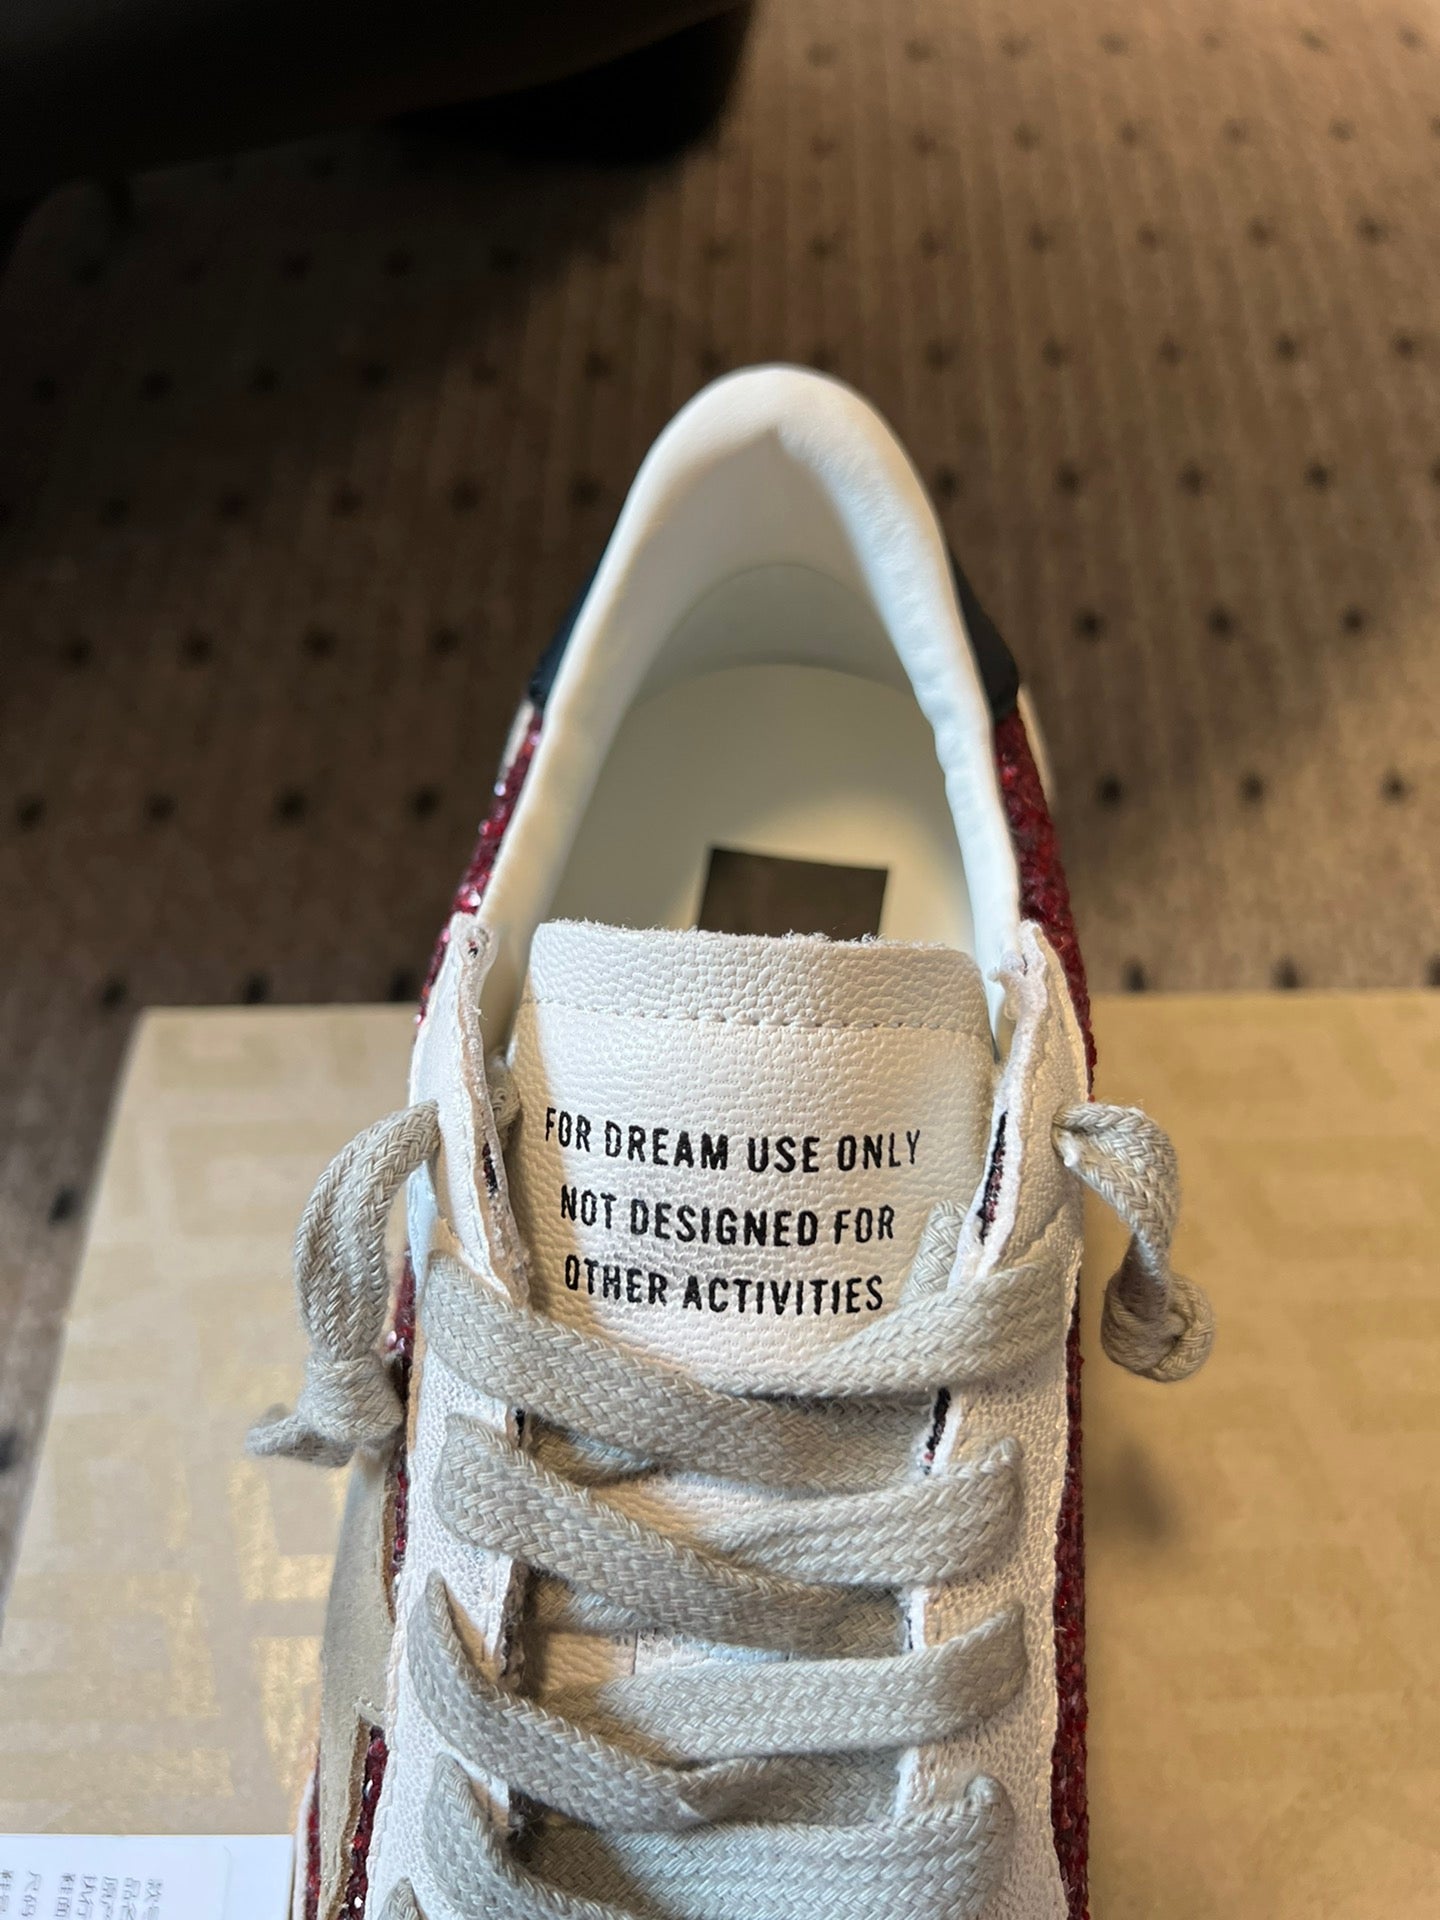 FOR DREAM USE ONLY
NOT DESIGNED FOR
OTHER ACTIVITIES